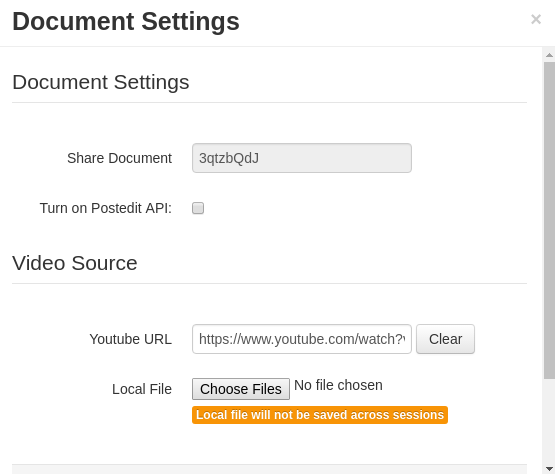 Document Settings ×
Document Settings
Share Document 3qtzbQdJ
Turn on Postedit API:
Video Source
Youtube URL https://www.youtube.com/watch?v Clear
Local File Choose Files No file chosen
Local file will not be saved across sessions